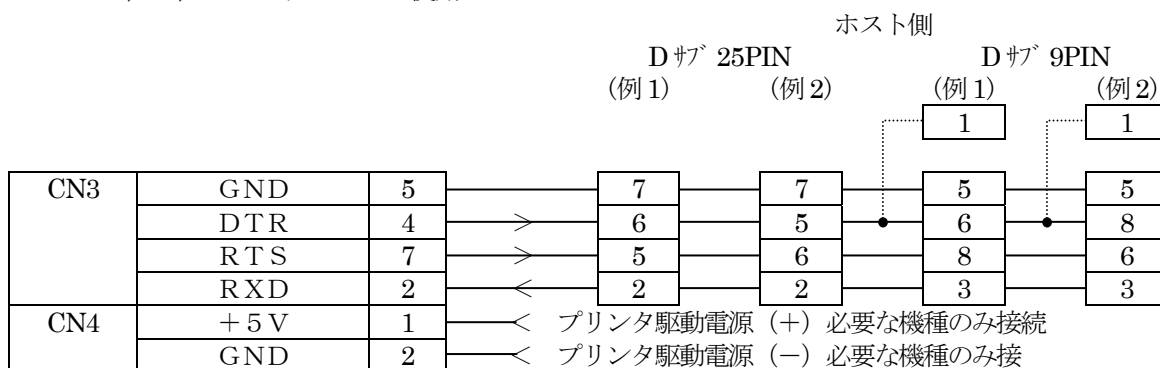 ホスト側
Dｻﾌﾞ 25PIN Dｻﾌﾞ 9PIN
(例1) (例2) (例1) (例2)
1 1
CN3 GND 5 7 7 5 5
DTR 4 6 5 6 8
RTS 7 5 6 8 6
RXD 2 2 2 3 3
CN4 +5V 1 プリンタ駆動電源（+）必要な機種のみ接続
GND 2 プリンタ駆動電源（−）必要な機種のみ接